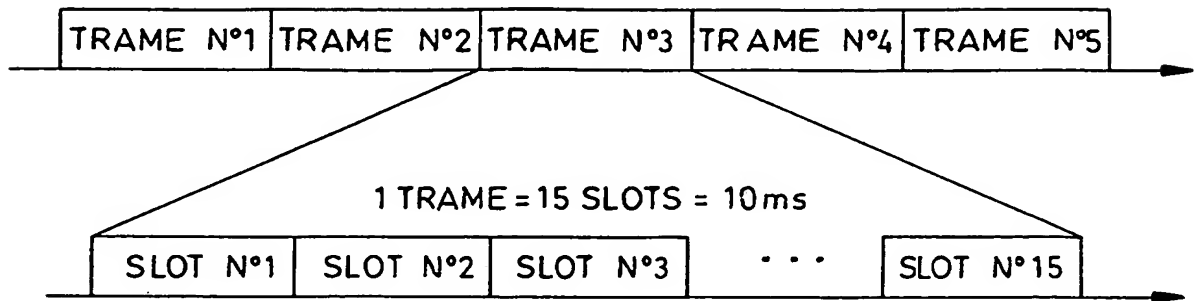 TRAME N°1 TRAME N°2 TRAME N°3 TRAME N°4 TRAME N°5
1 TRAME = 15 SLOTS = 10 ms
SLOT N°1 SLOT N°2 SLOT N°3 ... SLOT N°15